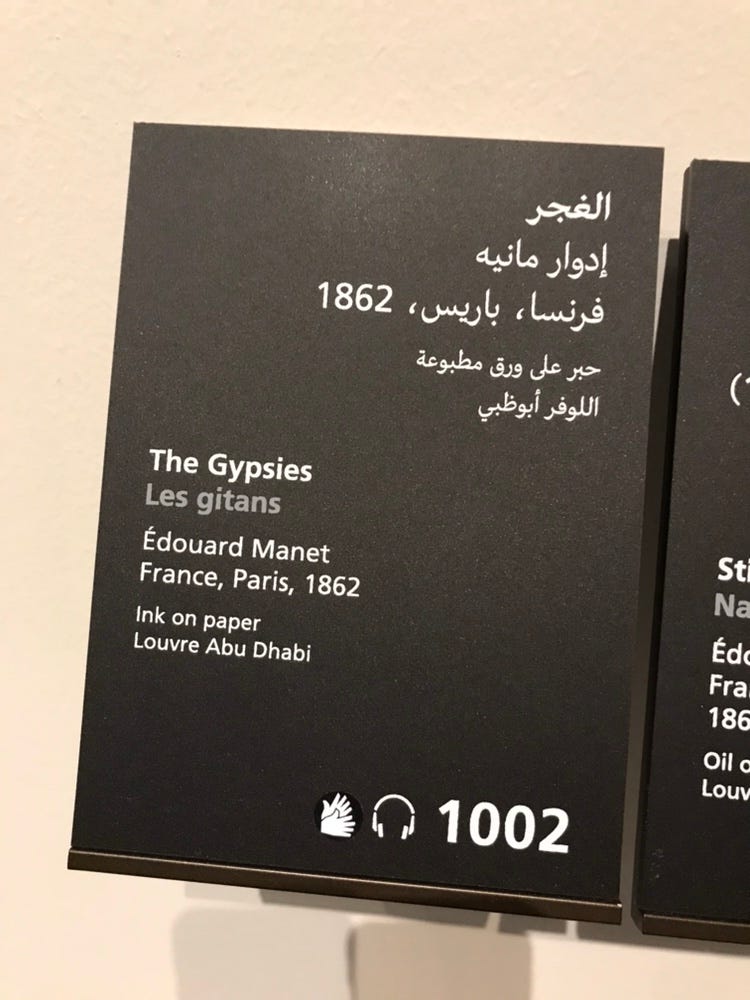 الغجر
إدوار مانيه
فرنسا، باريس، 1862
حبر على ورق مطبوعة
اللوفر أبوظبي
The Gypsies
Les gitans
Édouard Manet
France, Paris, 1862
Ink on paper
Louvre Abu Dhabi
1002
Oil